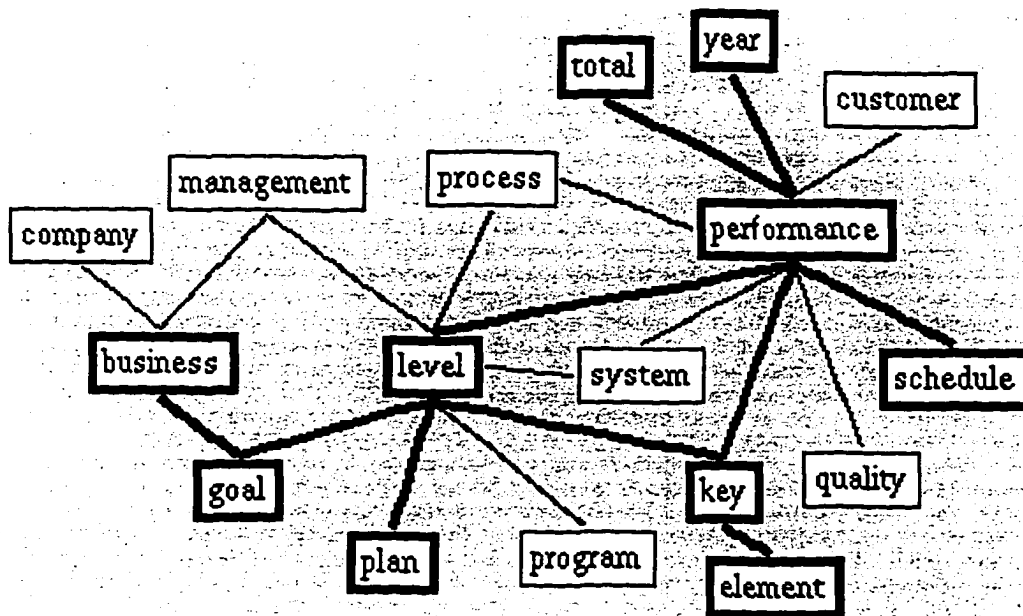 year
total
customer
management
process
company
performance
business
level
system
schedule
goal
key
quality
plan
program
element